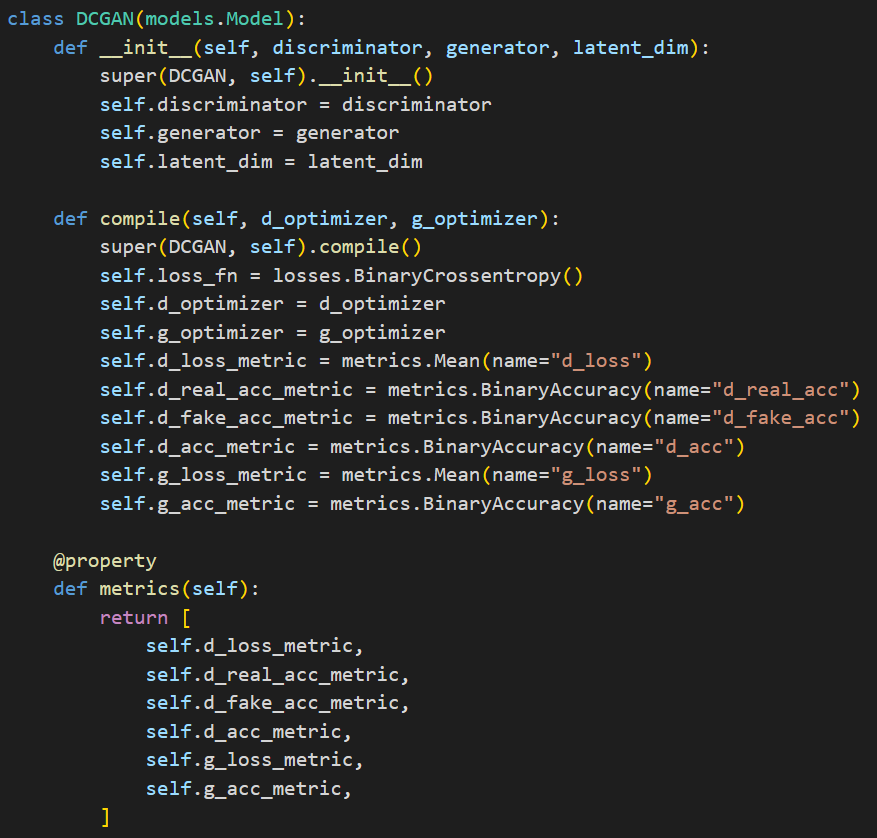 class DCGAN(models.Model):
    def __init__(self, discriminator, generator, latent_dim):
        super(DCGAN, self).__init__()
        self.discriminator = discriminator
        self.generator = generator
        self.latent_dim = latent_dim

    def compile(self, d_optimizer, g_optimizer):
        super(DCGAN, self).compile()
        self.loss_fn = losses.BinaryCrossentropy()
        self.d_optimizer = d_optimizer
        self.g_optimizer = g_optimizer
        self.d_loss_metric = metrics.Mean(name="d_loss")
        self.d_real_acc_metric = metrics.BinaryAccuracy(name="d_real_acc")
        self.d_fake_acc_metric = metrics.BinaryAccuracy(name="d_fake_acc")
        self.d_acc_metric = metrics.BinaryAccuracy(name="d_acc")
        self.g_loss_metric = metrics.Mean(name="g_loss")
        self.g_acc_metric = metrics.BinaryAccuracy(name="g_acc")

    @property
    def metrics(self):
        return [
            self.d_loss_metric,
            self.d_real_acc_metric,
            self.d_fake_acc_metric,
            self.d_acc_metric,
            self.g_loss_metric,
            self.g_acc_metric,
        ]